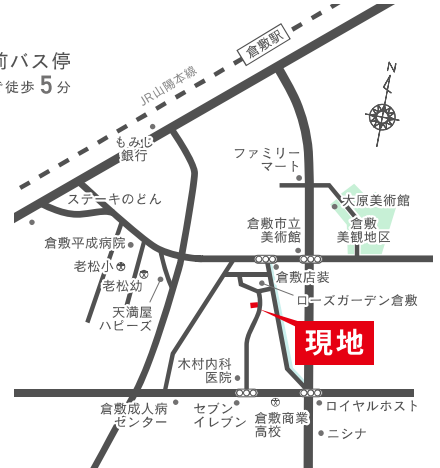 倉敷駅
N
前バス停
徒歩 5 分
JR山陽本線
もみじ
銀行
ファミリー
マート
ステーキのどん
大原美術館
倉敷市立
美術館
倉敷
美観地区
倉敷平成病院
老松小
老松幼
倉敷店装
ローズガーデン倉敷
天満屋
ハピーズ
現地
木村内科
医院
倉敷成人病
センター
セブン
イレブン
倉敷商業
高校
ロイヤルホスト
ニシナ